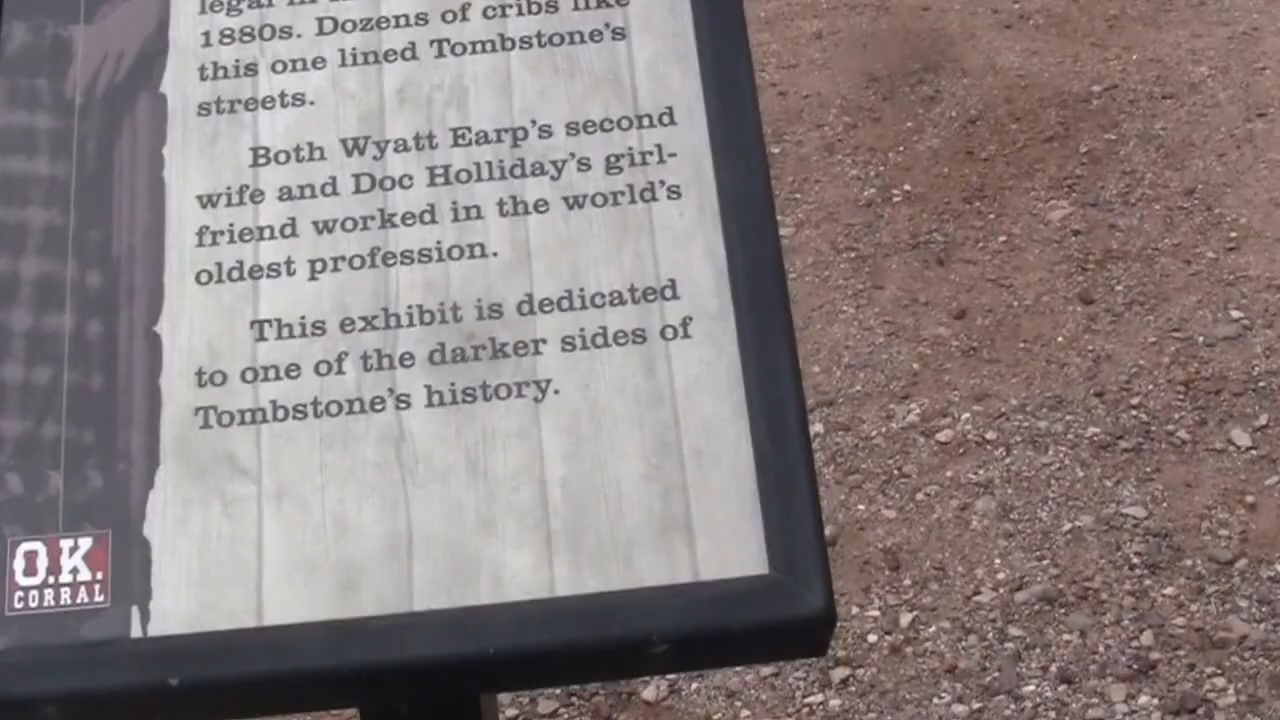 legal in
1880s. Dozens of cribs like
this one lined Tombstone's
streets.
Both Wyatt Earp's second
wife and Doc Holliday's girl-
friend worked in the world's
oldest profession.
This exhibit is dedicated
to one of the darker sides of
Tombstone's history.
O.K.
CORRAL